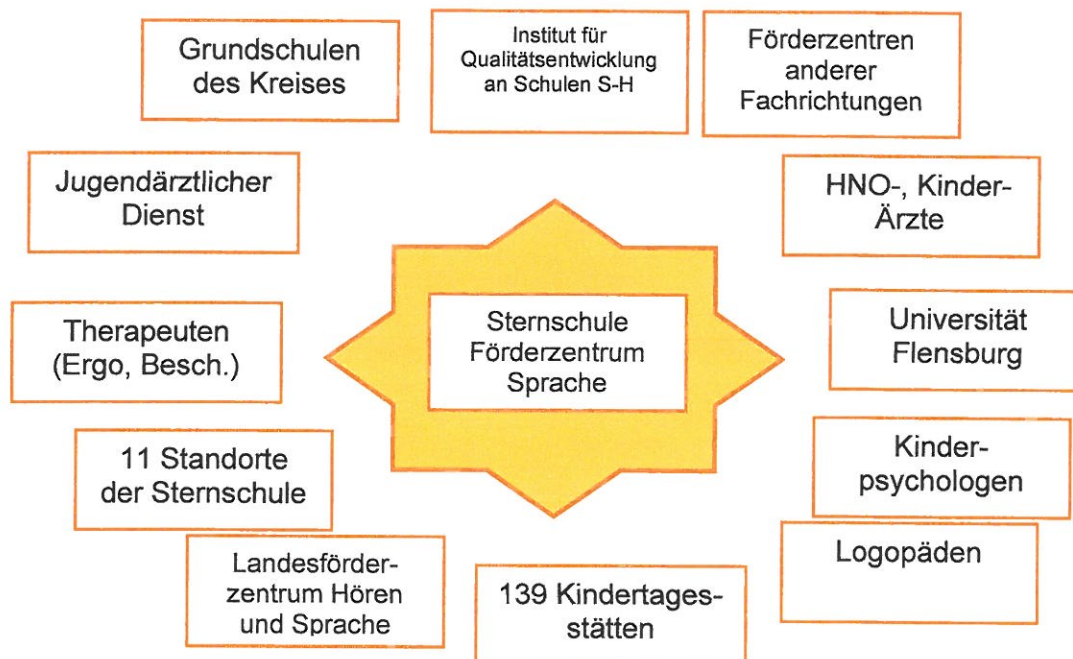 Grundschulen
des Kreises
Institut für
Qualitätsentwicklung
an Schulen S-H
Förderzentren
anderer
Fachrichtungen
Jugendärztlicher
Dienst
HNO-, Kinder-
Ärzte
Therapeuten
(Ergo, Besch.)
Sternschule
Förderzentrum
Sprache
Universität
Flensburg
11 Standorte
der Sternschule
Kinder-
psychologen
Landesförder-
zentrum Hören
und Sprache
139 Kindertages-
stätten
Logopäden